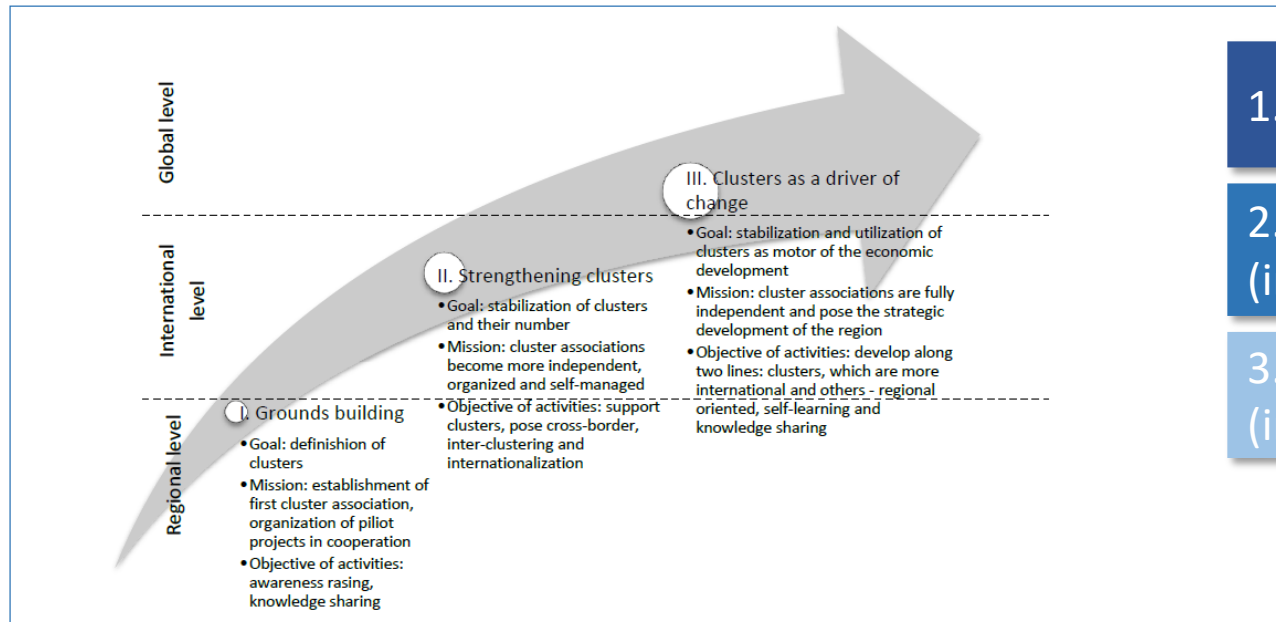 Global level
International
level
Regional level
III. Clusters as a driver of
change
• Goal: stabilization and utilization of
clusters as motor of the economic
development
• Mission: cluster associations are fully
independent and pose the strategic
development of the region
• Objective of activities: develop along
two lines: clusters, which are more
international and others - regional
oriented, self-learning and
knowledge sharing
II. Strengthening clusters
• Goal: stabilization of clusters
and their number
• Mission: cluster associations
become more independent,
organized and self-managed
• Objective of activities: support
clusters, pose cross-border,
inter-clustering and
internationalization
I. Grounds building
• Goal: definishion of
clusters
• Mission: establishment of
first cluster association,
organization of piliot
projects in cooperation
• Objective of activities:
awareness rasing,
knowledge sharing
1.
2.
(i
3.
(i